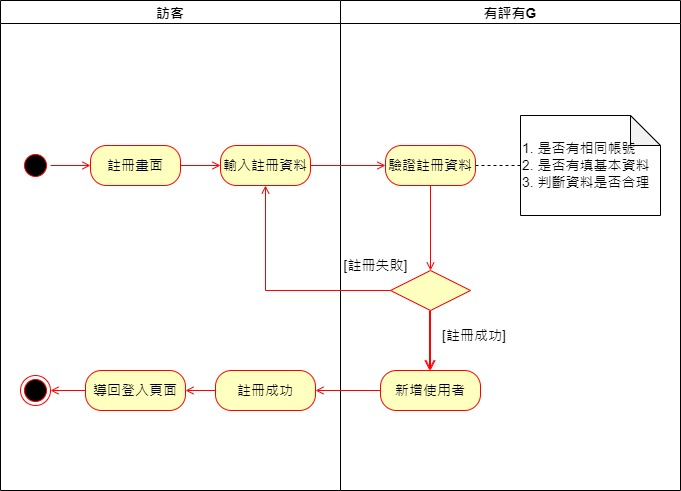 訪客
有評有G
註冊畫面
輸入註冊資料
驗證註冊資料
1. 是否有相同帳號
2. 是否有填基本資料
3. 判斷資料是否合理
[註冊失敗]
[註冊成功]
導回登入頁面
註冊成功
新增使用者